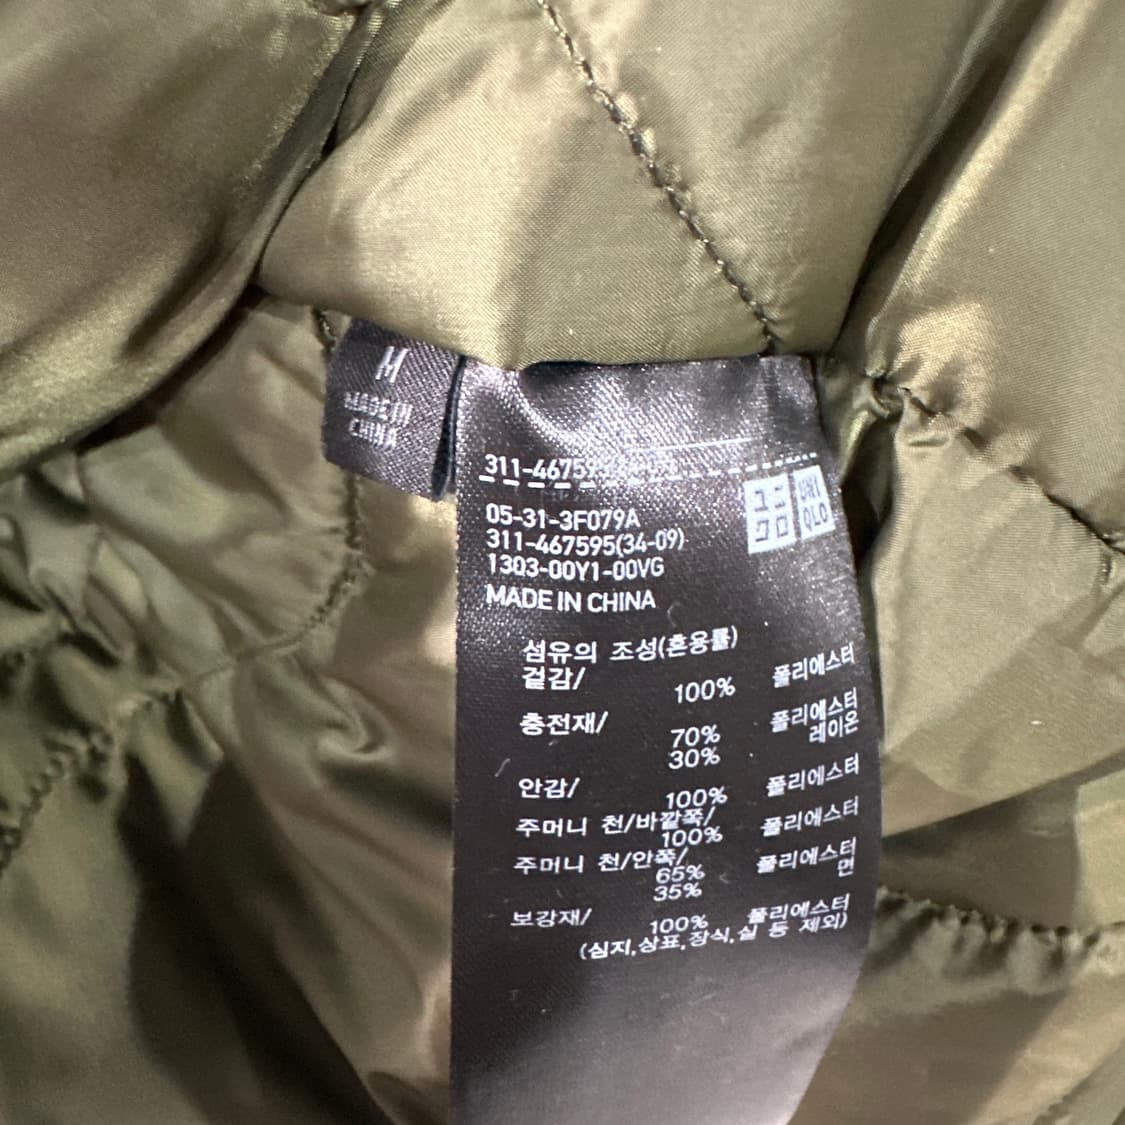 M
MADE IN
CHINA
311-46759
ユニ
クロ
UNI
QLO
05-31-3F079A
311-467595(34-09)
1303-00Y1-00VG
MADE IN CHINA
섬유의 조성(혼용률)
겉감/
100% 폴리에스터
충전재/
70% 폴리에스터
30% 레이온
안감/
100% 폴리에스터
주머니 천/바깥쪽/
100% 폴리에스터
주머니 천/안쪽/
65% 폴리에스터
35% 면
보강재/
100% 폴리에스터
(심지,상표,장식,실 등 제외)